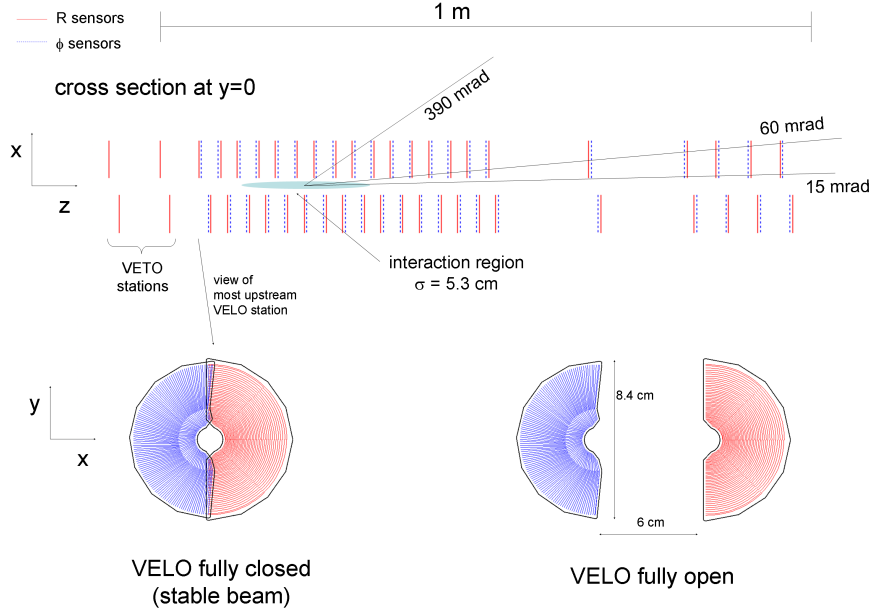 R sensors
1 m
ϕ sensors
cross section at y=0
390 mrad
60 mrad
x
15 mrad
z
VETO
stations
interaction region
σ = 5.3 cm
view of
most upstream
VELO station
y
x
8.4 cm
6 cm
VELO fully closed
(stable beam)
VELO fully open